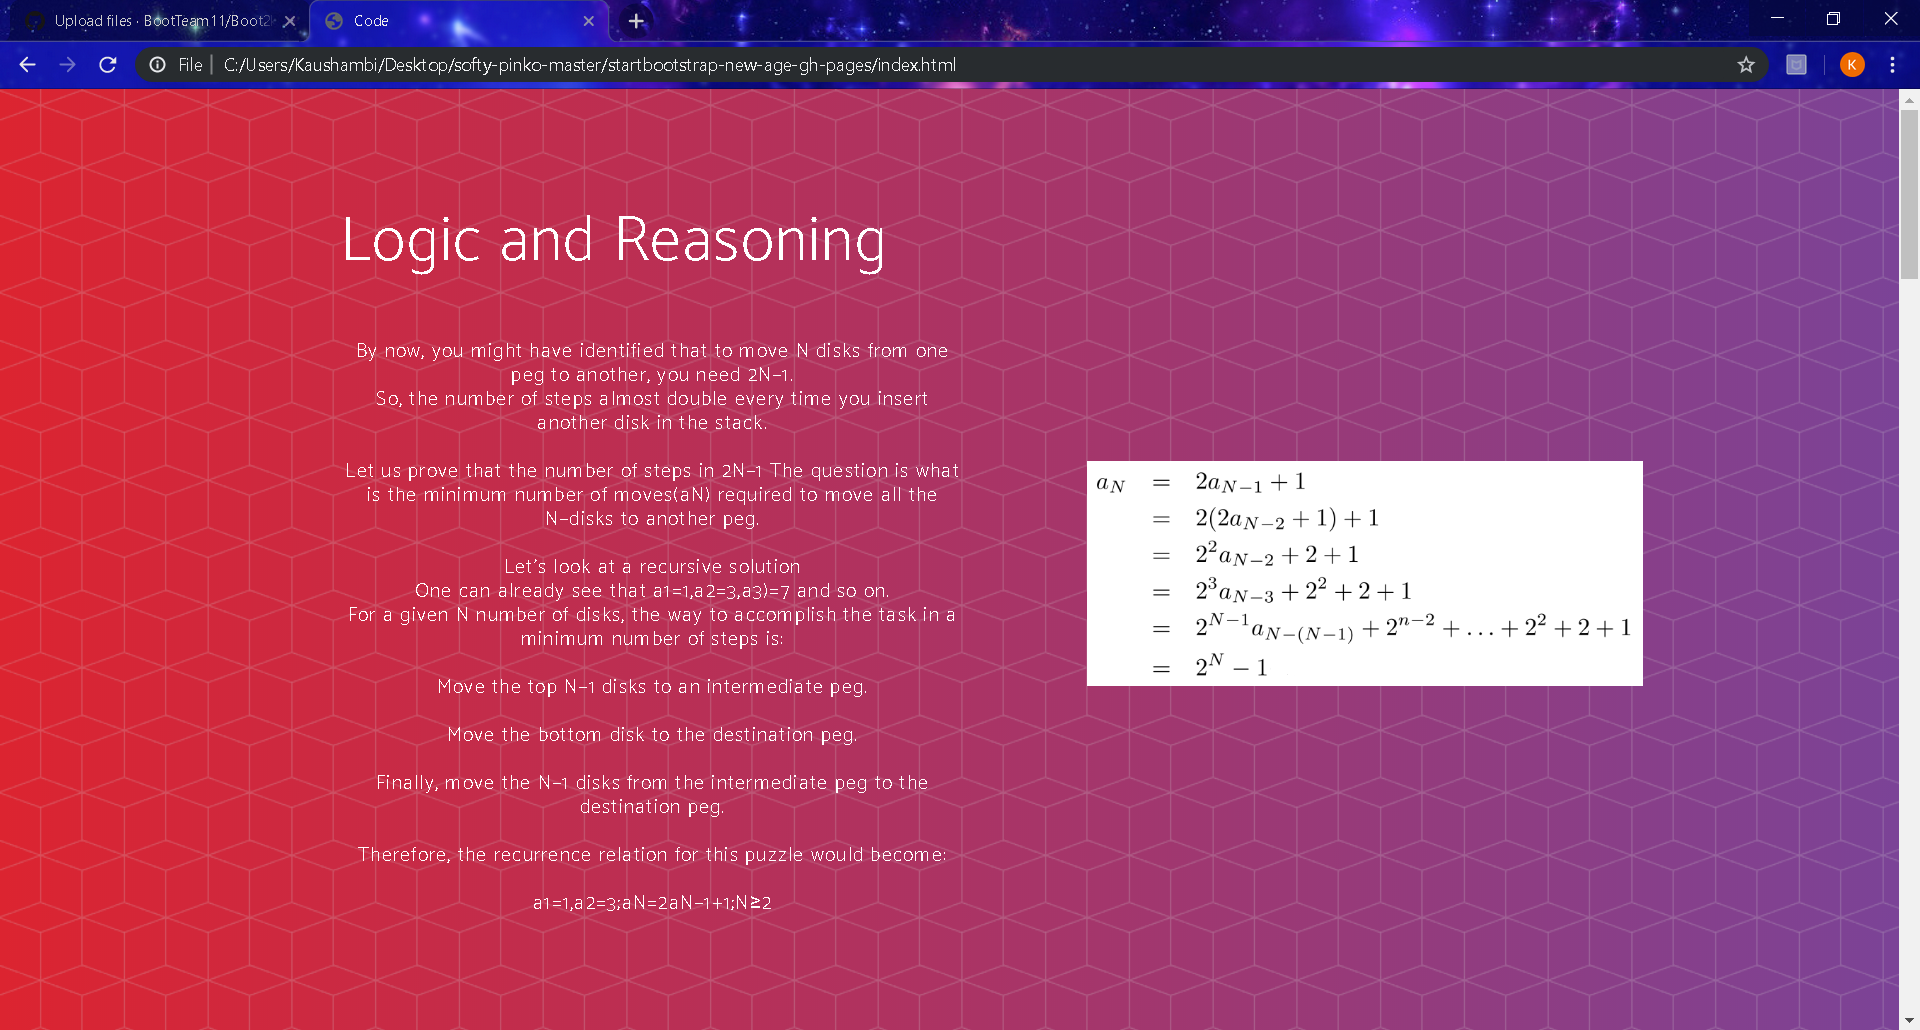 Upload files · BootTeam11/Boot2
Code
File
C:/Users/Kaushambi/Desktop/softy-pinko-master/startbootstrap-new-age-gh-pages/index.html
K
Logic and Reasoning
By now, you might have identified that to move N disks from one
peg to another, you need 2N−1.
So, the number of steps almost double every time you insert
another disk in the stack.
Let us prove that the number of steps in 2N−1 The question is what
is the minimum number of moves(aN) required to move all the
N−disks to another peg.
Let's look at a recursive solution
One can already see that a1=1,a2=3,a3)=7 and so on.
For a given N number of disks, the way to accomplish the task in a
minimum number of steps is:
Move the top N−1 disks to an intermediate peg.
Move the bottom disk to the destination peg.
Finally, move the N−1 disks from the intermediate peg to the
destination peg.
Therefore, the recurrence relation for this puzzle would become:
a1=1,a2=3;aN=2aN−1+1;N≥2
a_N = 2a_{N−1} + 1
= 2(2a_{N−2} + 1) + 1
= 2^2 a_{N−2} + 2 + 1
= 2^3 a_{N−3} + 2^2 + 2 + 1
= 2^{N−1} a_{N−(N−1)} + 2^{n−2} + ... + 2^2 + 2 + 1
= 2^N − 1